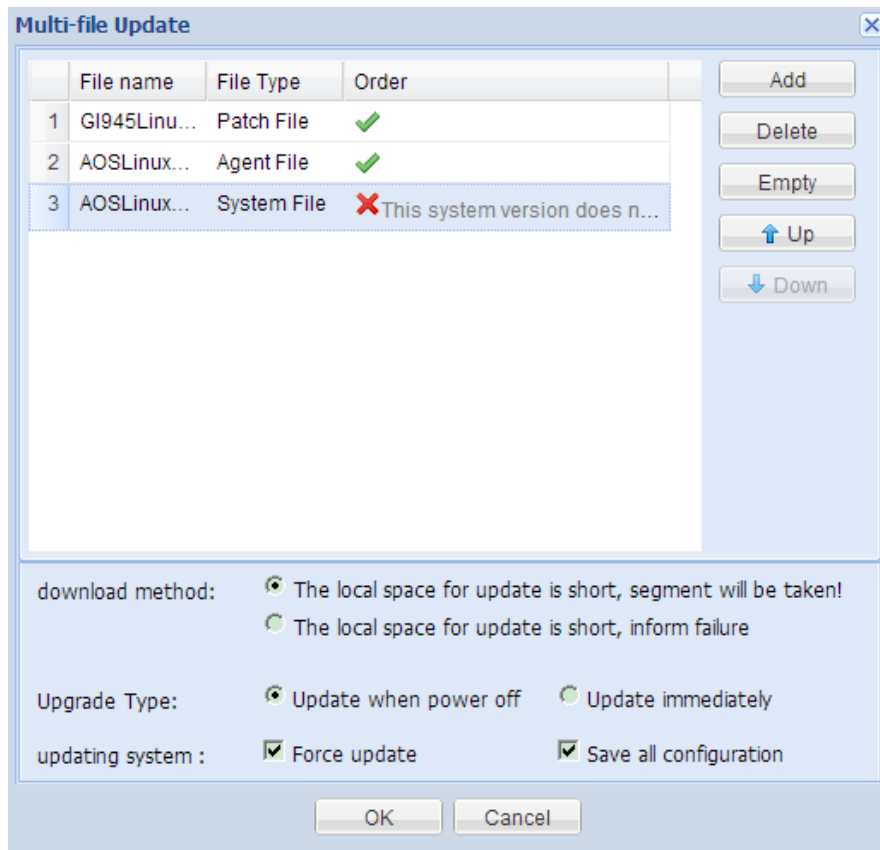 Multi-file Update
File name File Type Order
1 GI945Linu... Patch File
2 AOSLinux... Agent File
3 AOSLinux... System File This system version does n...
Add
Delete
Empty
Up
Down
download method: The local space for update is short, segment will be taken!
The local space for update is short, inform failure
Upgrade Type: Update when power off Update immediately
updating system : Force update Save all configuration
OK Cancel